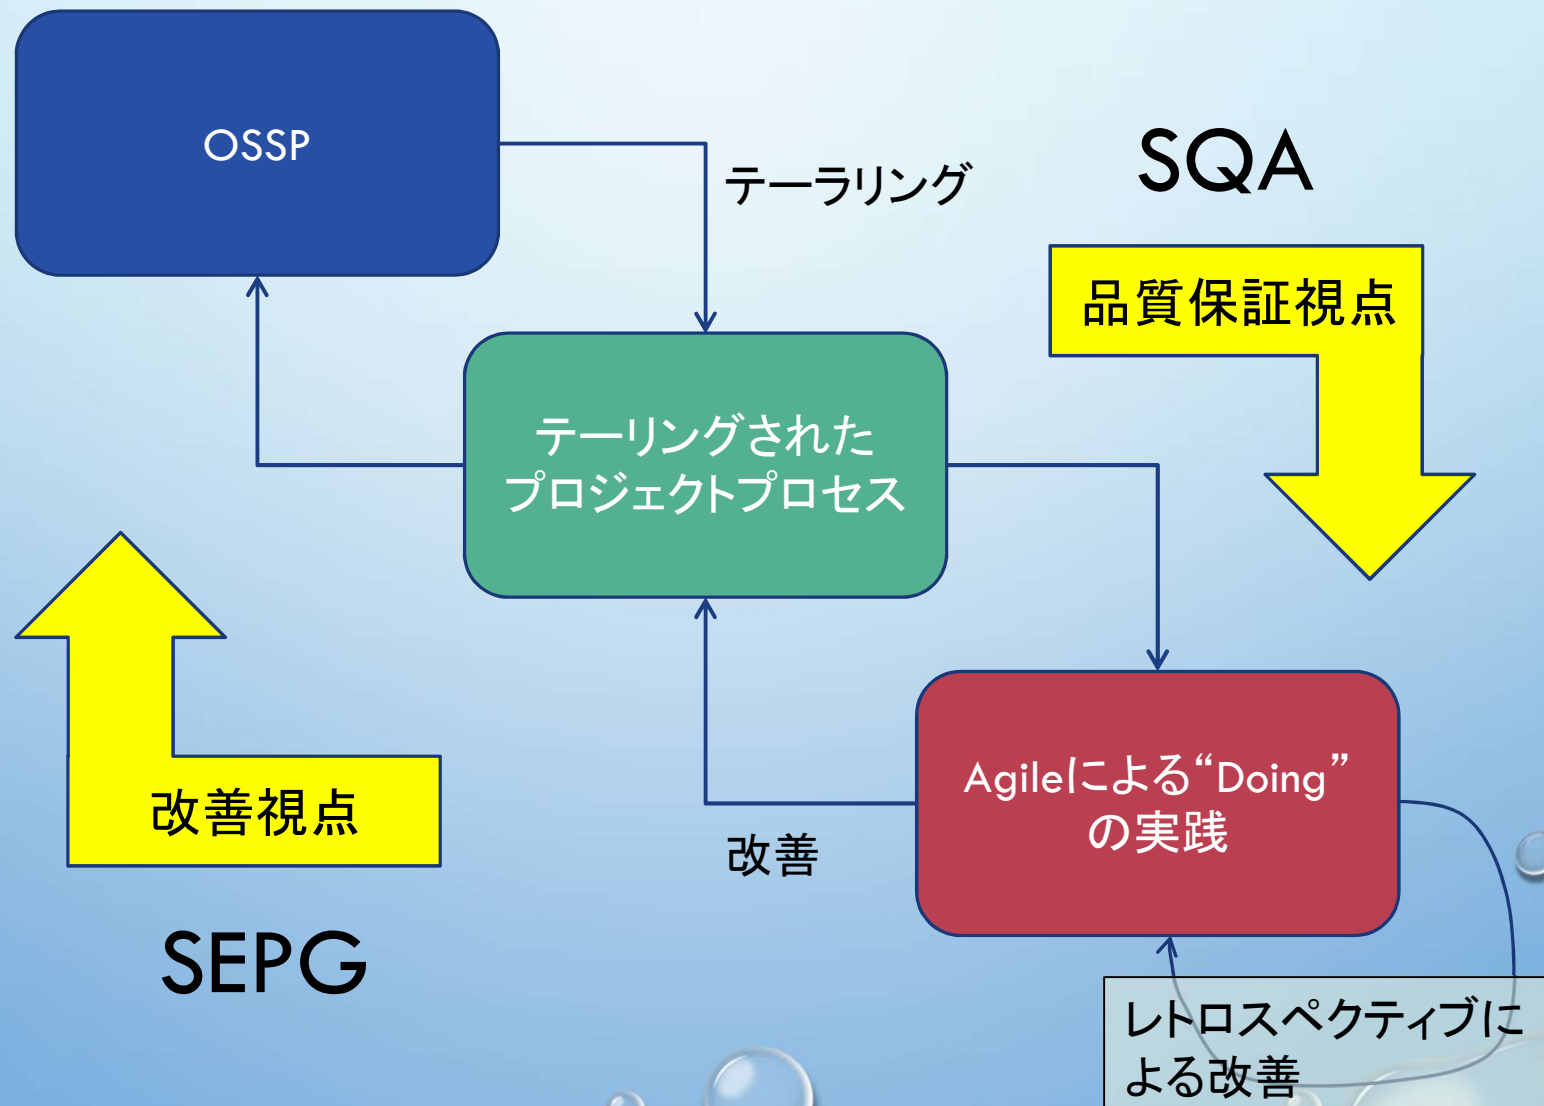 OSSP
テーラリング
SQA
品質保証視点
テーリングされた
プロジェクトプロセス
改善視点
SEPG
改善
Agileによる“Doing”
の実践
レトロスペクティブに
よる改善